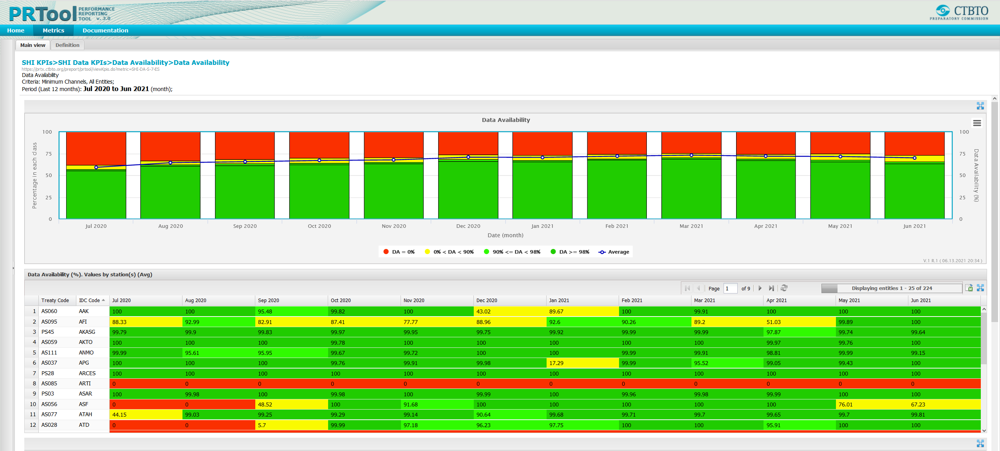 PRTool PERFORMANCE REPORTING TOOL v. 3.0
CTBTO
PREPARATORY COMMISSION
Home Metrics Documentation
Main view Definition
SHI KPIs>SHI Data KPIs>Data Availability>Data Availability
https://prtx.ctbto.org/preport/prtool/viewKpis.do?metric=SHI-DA-S-7-ES
Data Availability
Criteria: Minimum Channels, All Entities;
Period (Last 12 months): Jul 2020 to Jun 2021 (month);
Data Availability
100 100
75 75
50 50
25 25
0 0
Percentage in each class
Data Availability (%)
Jul 2020 Aug 2020 Sep 2020 Oct 2020 Nov 2020 Dec 2020 Jan 2021 Feb 2021 Mar 2021 Apr 2021 May 2021 Jun 2021
Date (month)
DA = 0% 0% < DA < 90% 90% <= DA < 98% DA >= 98% Average
V.1 R.1 ( 06.13.2021 20:34 )
Data Availability (%). Values by station(s) (Avg)
Page 1 of 9 Displaying entities 1 - 25 of 224
Treaty Code IDC Code Jul 2020 Aug 2020 Sep 2020 Oct 2020 Nov 2020 Dec 2020 Jan 2021 Feb 2021 Mar 2021 Apr 2021 May 2021 Jun 2021
1 AS060 AAK 100 100 95.48 99.82 100 43.02 89.67 100 99.91 100 100 100
2 AS095 AFI 88.33 92.99 82.91 87.41 77.77 88.96 92.6 90.26 89.2 51.03 99.89 100
3 PS45 AKASG 99.79 99.9 99.83 99.97 99.95 99.75 99.92 99.99 99.99 97.87 99.74 99.64
4 AS059 AKTO 100 100 100 99.78 100 100 100 100 100 99.97 99.76 100
5 AS111 ANMO 99.99 95.61 95.95 99.67 99.72 100 100 99.99 99.91 98.81 99.99 99.15
6 AS037 APG 100 100 100 99.76 99.91 99.98 17.29 99.99 95.52 99.05 99.43 100
7 PS28 ARCES 100 100 100 100 100 100 100 100 100 100 100 100
8 AS085 ARTI 0 0 0 0 0 0 0 0 0 0 0 0
9 PS03 ASAR 100 99.98 100 99.98 100 99.99 100 99.96 99.98 99.99 100 100
10 AS056 ASF 0 0 48.52 100 91.68 100 100 100 100 100 76.01 67.23
11 AS077 ATAH 44.15 99.03 99.25 99.29 99.14 90.64 99.68 99.71 99.7 99.65 99.7 99.81
12 AS028 ATD 0 0 5.7 99.99 97.18 96.23 97.75 100 100 95.91 100 100